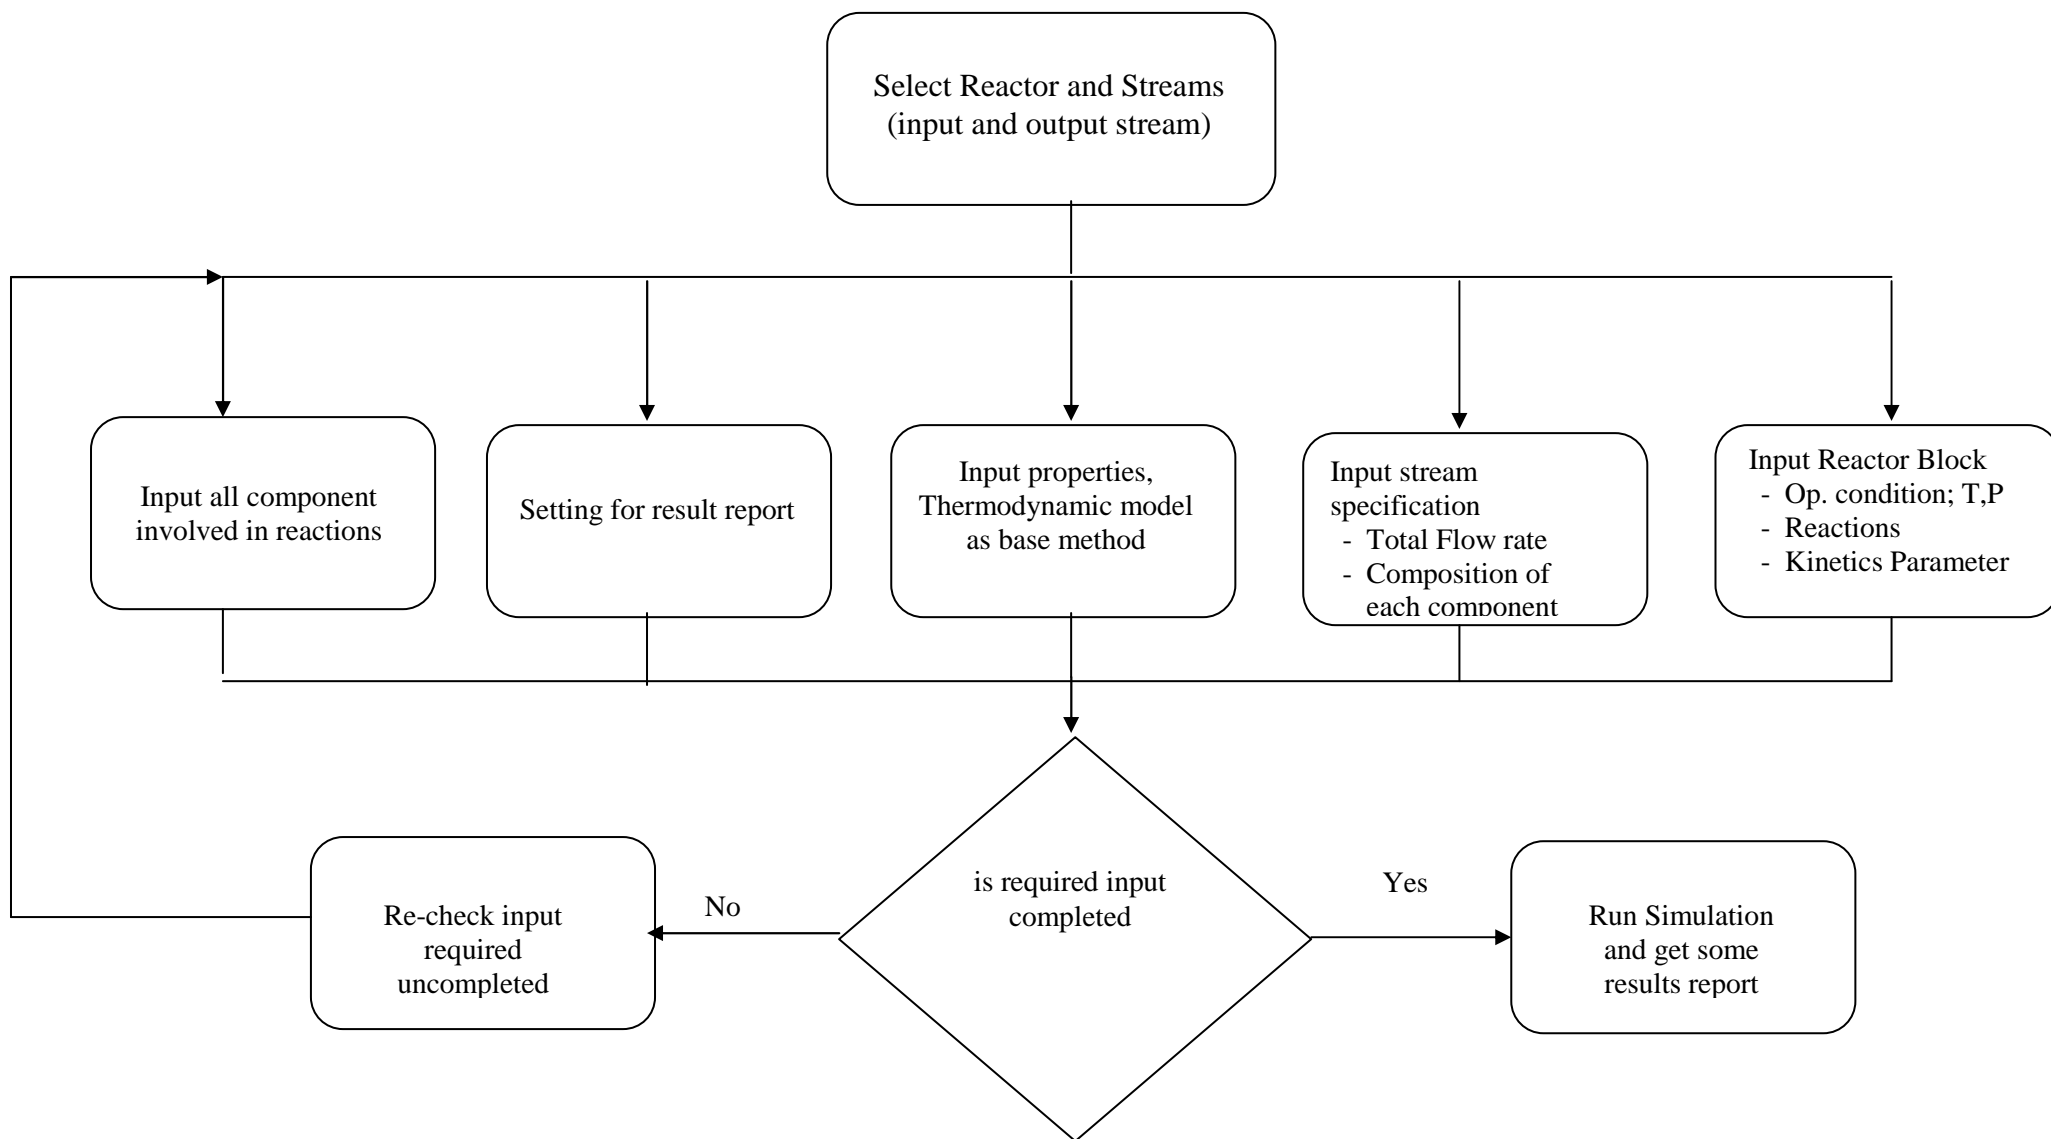 Select Reactor and Streams
(input and output stream)
Input all component
involved in reactions
Setting for result report
Input properties,
Thermodynamic model
as base method
Input stream
specification
- Total Flow rate
- Composition of
each component
Input Reactor Block
- Op. condition; T,P
- Reactions
- Kinetics Parameter
is required input
completed
No
Yes
Re-check input
required
uncompleted
Run Simulation
and get some
results report